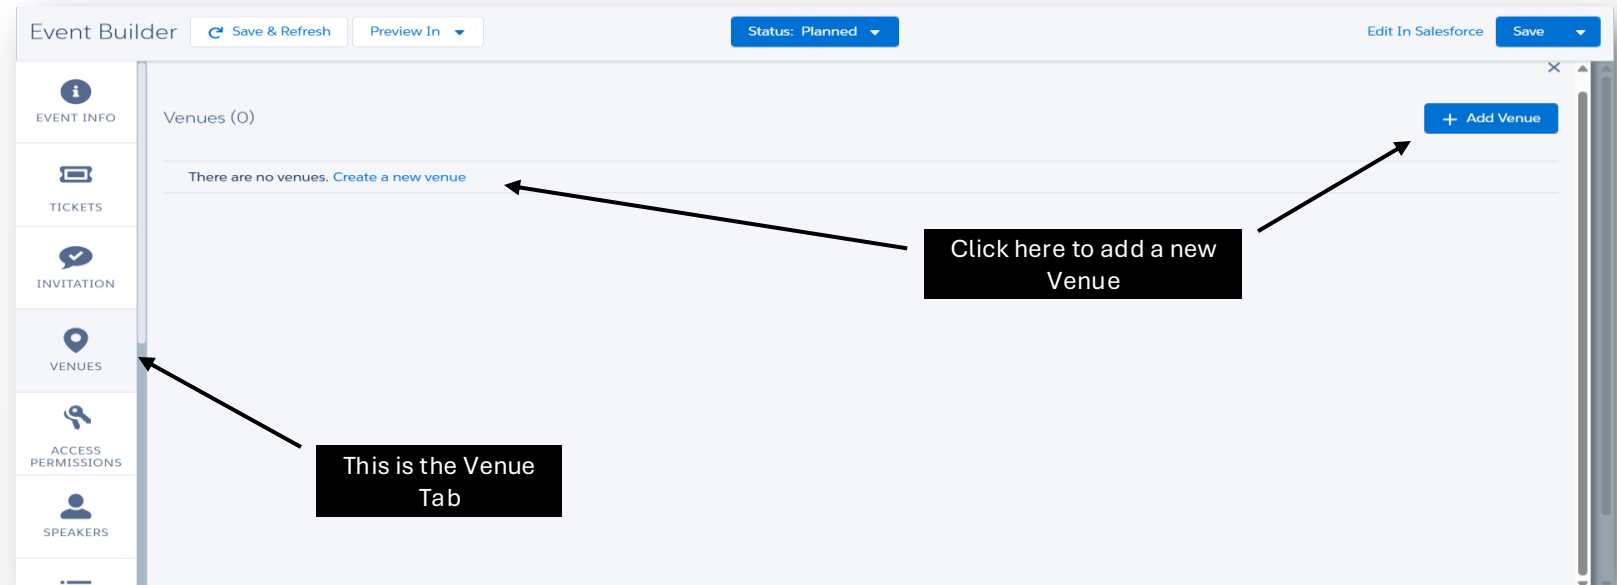 Event Builder
Save & Refresh
Preview In
Status: Planned
Edit In Salesforce
Save
EVENT INFO
Venues (0)
+ Add Venue
There are no venues. Create a new venue
TICKETS
Click here to add a new
Venue
INVITATION
VENUES
ACCESS
PERMISSIONS
This is the Venue
Tab
SPEAKERS